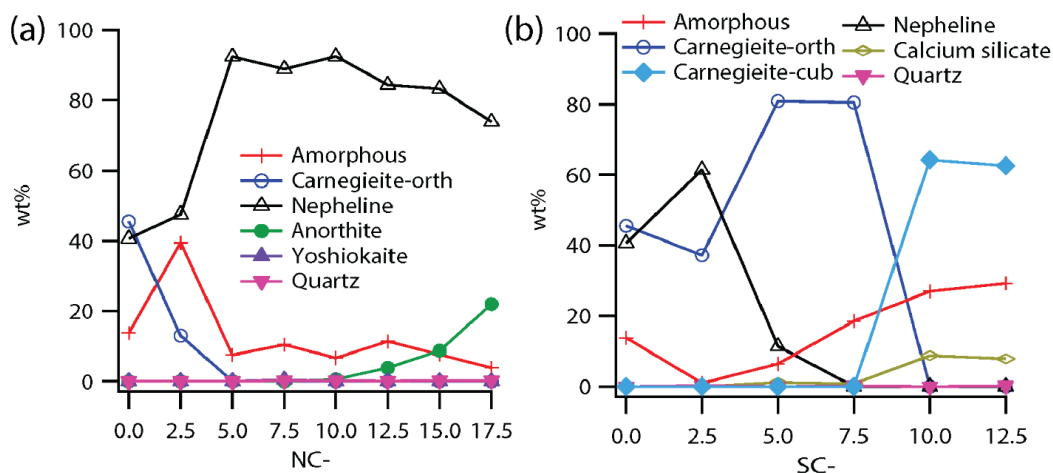 (a)
100
80
60
40
20
0
wt%
Amorphous
Carnegieite-orth
Nepheline
Anorthite
Yoshiokaite
Quartz
0.0 2.5 5.0 7.5 10.0 12.5 15.0 17.5
NC-
(b)
Amorphous
Carnegieite-orth
Carnegieite-cub
Nepheline
Calcium silicate
Quartz
100
80
60
40
20
0
wt%
0.0 2.5 5.0 7.5 10.0 12.5
SC-